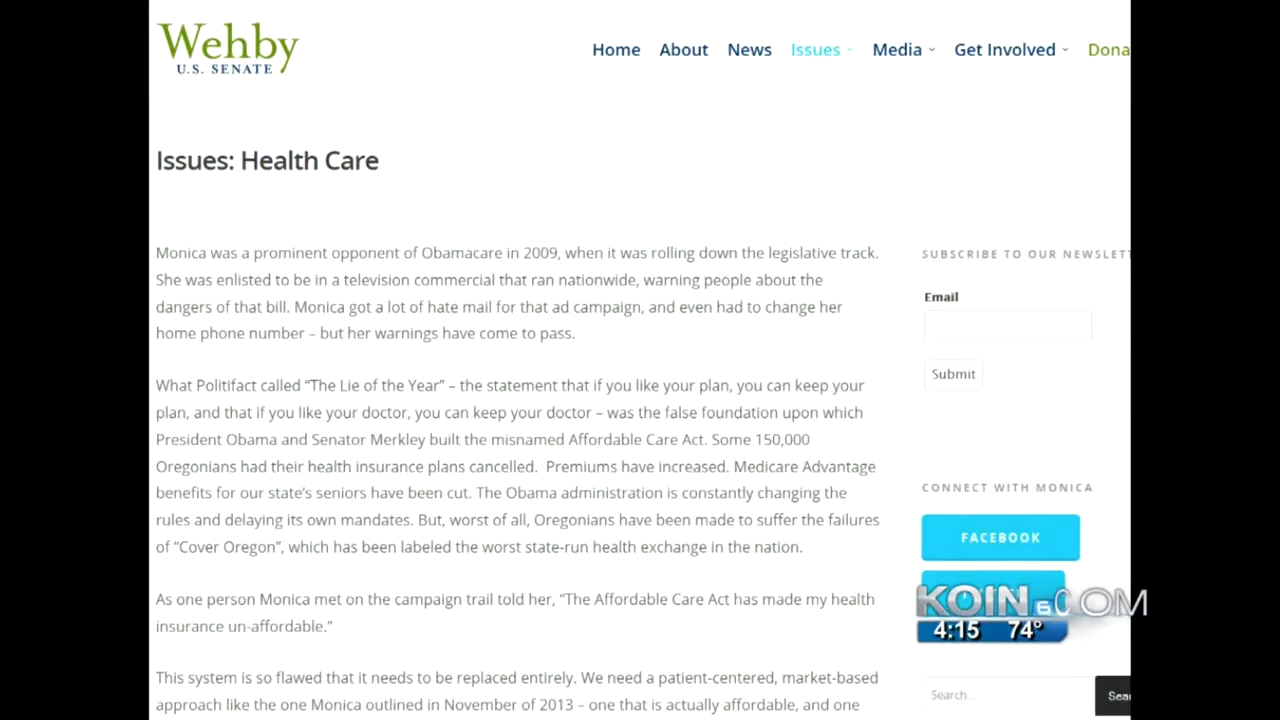 Wehby
U.S. SENATE
Home About News Issues Media Get Involved Dona
Issues: Health Care
Monica was a prominent opponent of Obamacare in 2009, when it was rolling down the legislative track.
She was enlisted to be in a television commercial that ran nationwide, warning people about the
dangers of that bill. Monica got a lot of hate mail for that ad campaign, and even had to change her
home phone number – but her warnings have come to pass.
What Politifact called “The Lie of the Year” – the statement that if you like your plan, you can keep your
plan, and that if you like your doctor, you can keep your doctor – was the false foundation upon which
President Obama and Senator Merkley built the misnamed Affordable Care Act. Some 150,000
Oregonians had their health insurance plans cancelled. Premiums have increased. Medicare Advantage
benefits for our state’s seniors have been cut. The Obama administration is constantly changing the
rules and delaying its own mandates. But, worst of all, Oregonians have been made to suffer the failures
of “Cover Oregon”, which has been labeled the worst state-run health exchange in the nation.
As one person Monica met on the campaign trail told her, “The Affordable Care Act has made my health
insurance un-affordable.”
This system is so flawed that it needs to be replaced entirely. We need a patient-centered, market-based
approach like the one Monica outlined in November of 2013 – one that is actually affordable, and one
SUBSCRIBE TO OUR NEWSLETT
Email
Submit
CONNECT WITH MONICA
FACEBOOK
KOIN6.COM
4:15 74°
Search... Sear